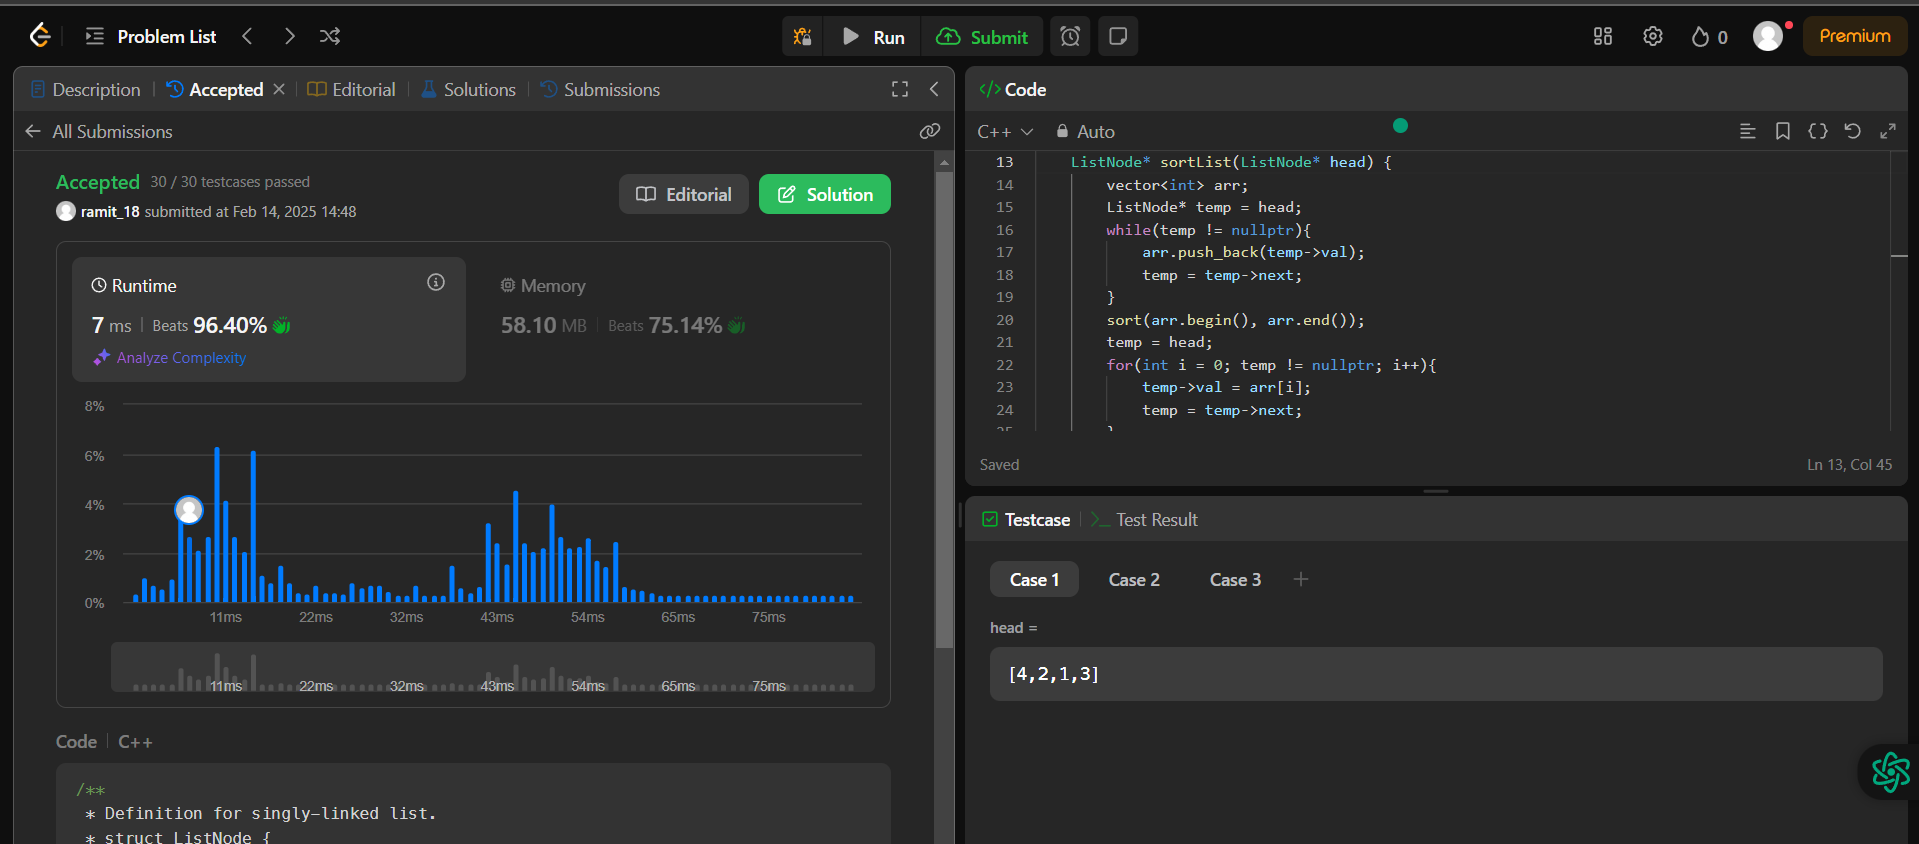 Problem List
Run
Submit
0
Premium
Description
Accepted
Editorial
Solutions
Submissions
All Submissions
Accepted 30 / 30 testcases passed
ramit_18 submitted at Feb 14, 2025 14:48
Editorial
Solution
Runtime
7 ms | Beats 96.40%
Analyze Complexity
Memory
58.10 MB | Beats 75.14%
8%
6%
4%
2%
0%
11ms 22ms 32ms 43ms 54ms 65ms 75ms
11ms 22ms 32ms 43ms 54ms 65ms 75ms
Code | C++
/**
* Definition for singly-linked list.
* struct ListNode {
</> Code
C++
Auto
13 ListNode* sortList(ListNode* head) {
14 vector<int> arr;
15 ListNode* temp = head;
16 while(temp != nullptr){
17 arr.push_back(temp->val);
18 temp = temp->next;
19 }
20 sort(arr.begin(), arr.end());
21 temp = head;
22 for(int i = 0; temp != nullptr; i++){
23 temp->val = arr[i];
24 temp = temp->next;
25 }
Saved
Ln 13, Col 45
Testcase
Test Result
Case 1
Case 2
Case 3
+
head =
[4,2,1,3]